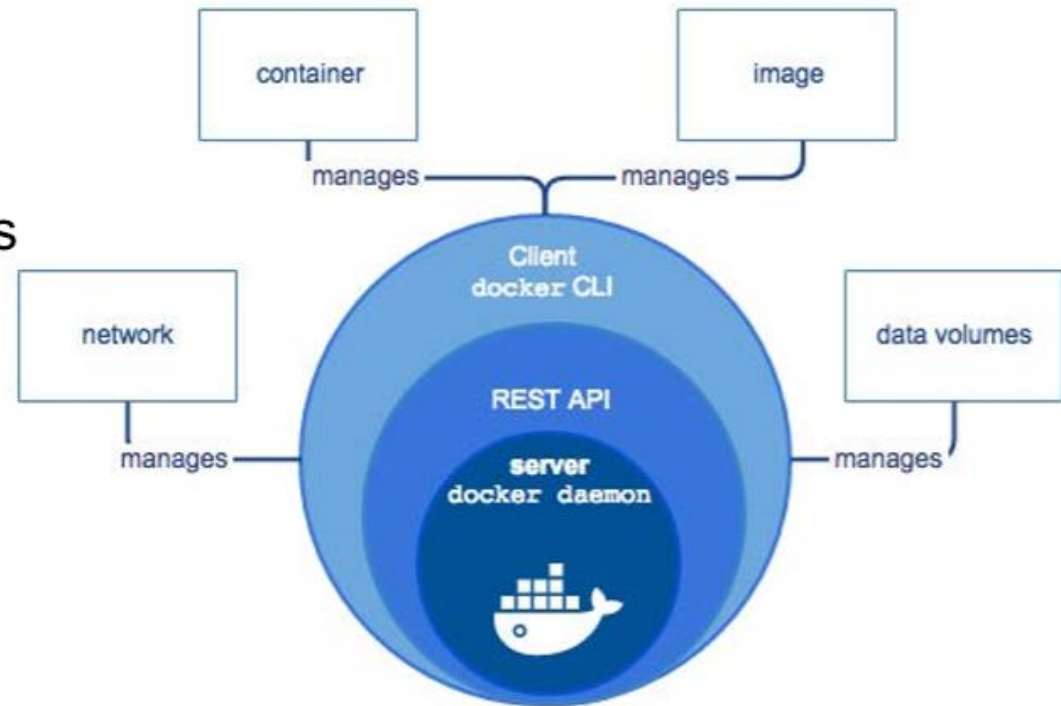 container
image
manages
manages
s
Client
docker CLI
network
data volumes
REST API
manages
server
docker daemon
manages